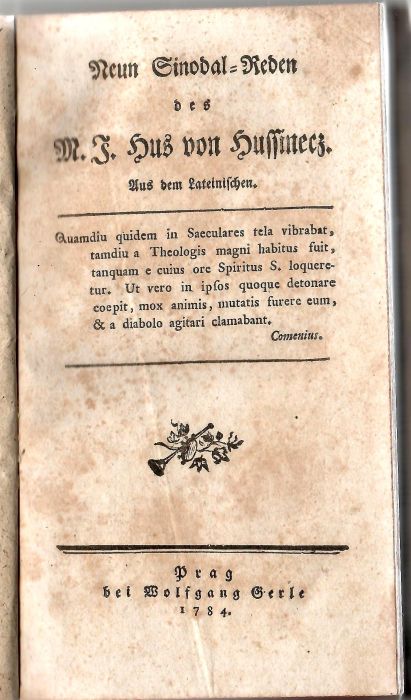 Neun Sinodal-Reden
des
M. J. Hus von Hussinecz.
Aus dem Lateinischen.
Quamdiu quidem in Saeculares tela vibrabat,
tamdiu a Theologis magni habitus fuit,
tanquam e cuius ore Spiritus S. loquere-
tur. Ut vero in ipsos quoque detonare
coepit, mox animis, mutatis furere eum,
& a diabolo agitari clamabant.
Comenius.
Prag
bei Wolfgang Gerle
1784.